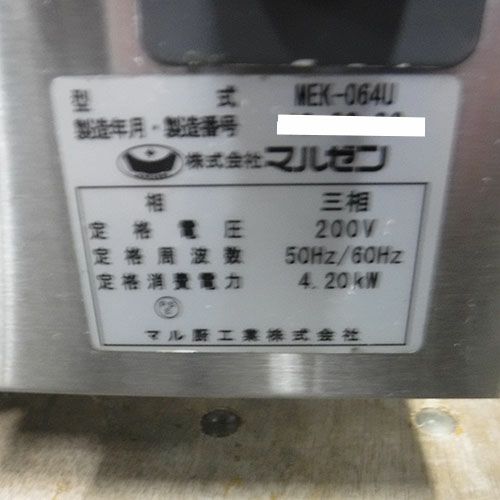 型式 MEK-064U
製造年月・製造番号
株式会社マルゼン
相 三相
定格電圧 200V
定格周波数 50Hz/60Hz
定格消費電力 4.20kW
マル厨工業株式会社